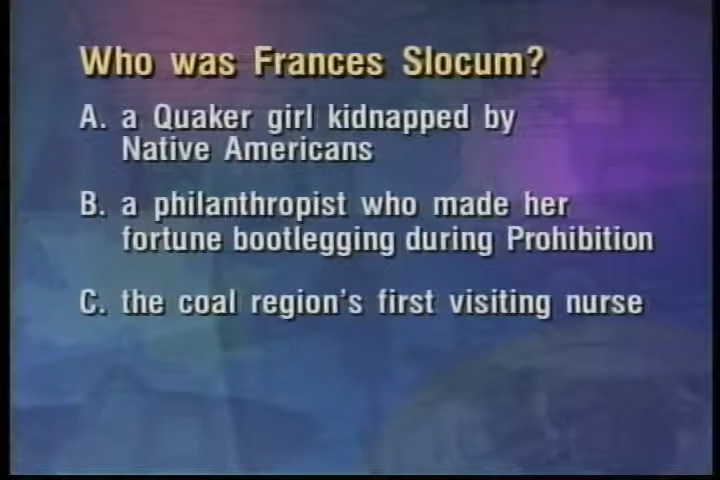 Who was Frances Slocum?
A. a Quaker girl kidnapped by
Native Americans
B. a philanthropist who made her
fortune bootlegging during Prohibition
C. the coal region's first visiting nurse